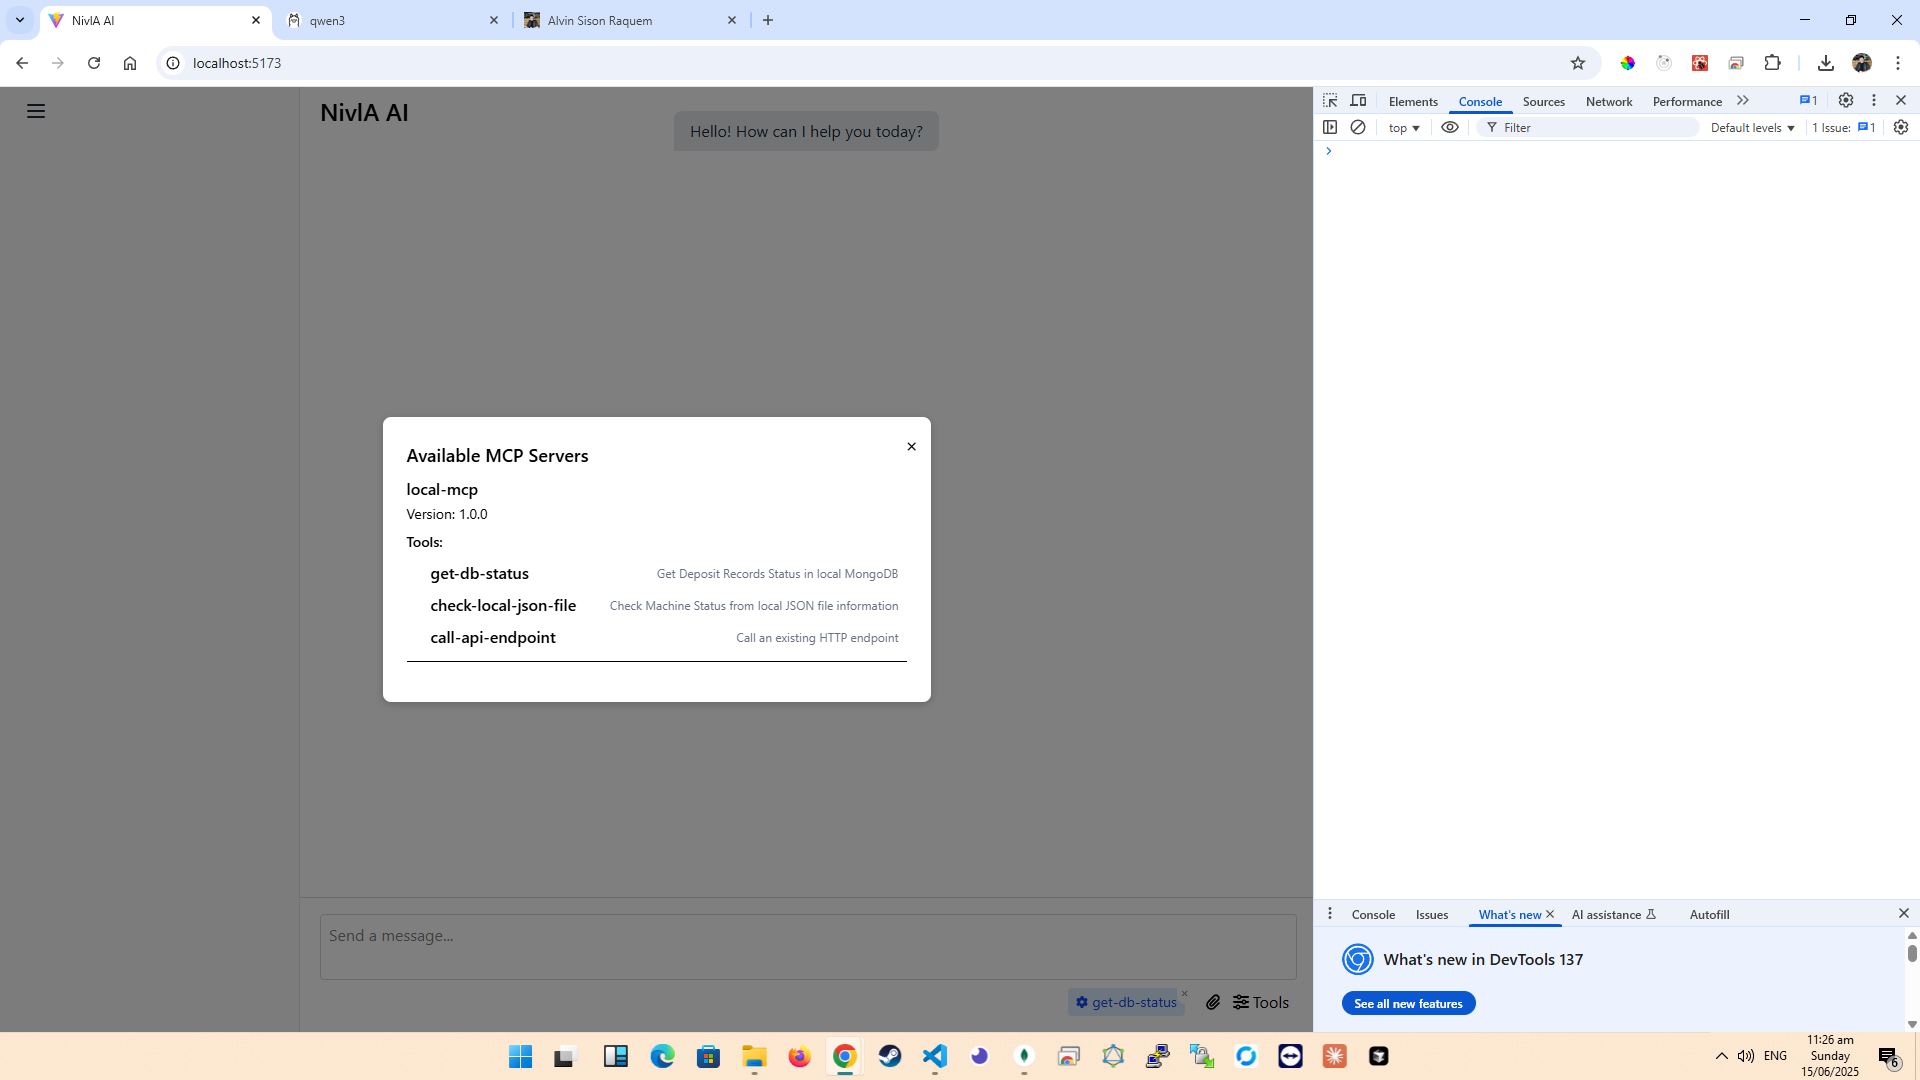 NivlA AI
qwen3
Alvin Sison Raquem
localhost:5173
NivlA AI
Hello! How can I help you today?
Available MCP Servers
local-mcp
Version: 1.0.0
Tools:
get-db-status Get Deposit Records Status in local MongoDB
check-local-json-file Check Machine Status from local JSON file information
call-api-endpoint Call an existing HTTP endpoint
Send a message...
get-db-status
Tools
Elements Console Sources Network Performance 1
top Filter Default levels 1 Issue: 1
Console Issues What's new AI assistance Autofill
What's new in DevTools 137
See all new features
ENG
11:26 am
Sunday
15/06/2025
6